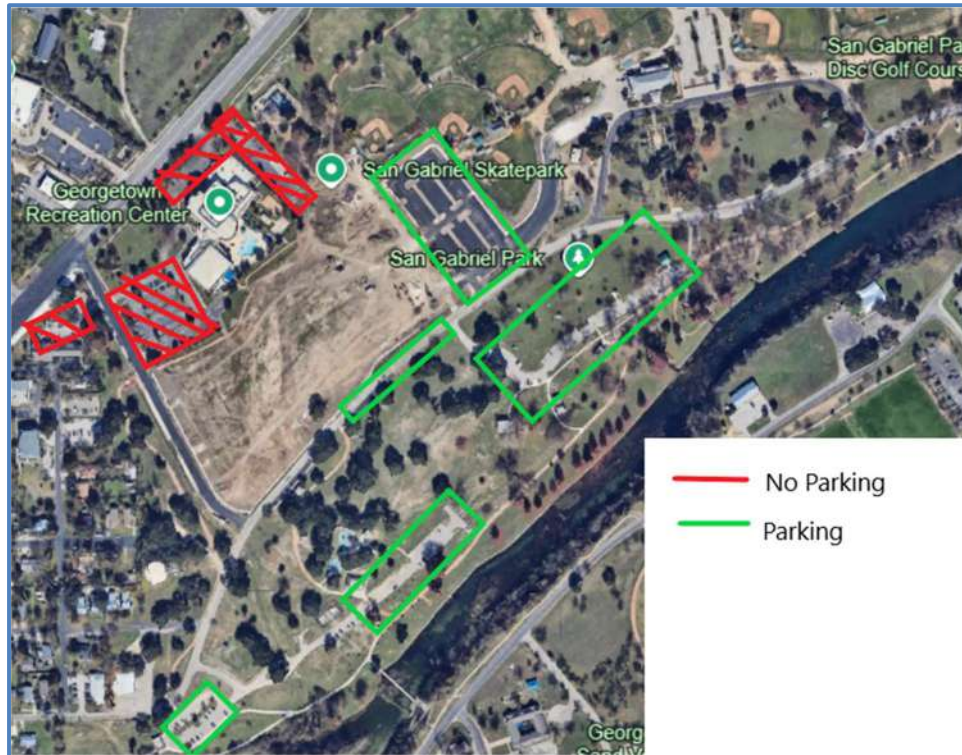 San Gabriel Pa
Disc Golf Cours
San Gabriel Skatepark
Georgetown
Recreation Center
San Gabriel Park
No Parking
Parking
Georg
Sand V